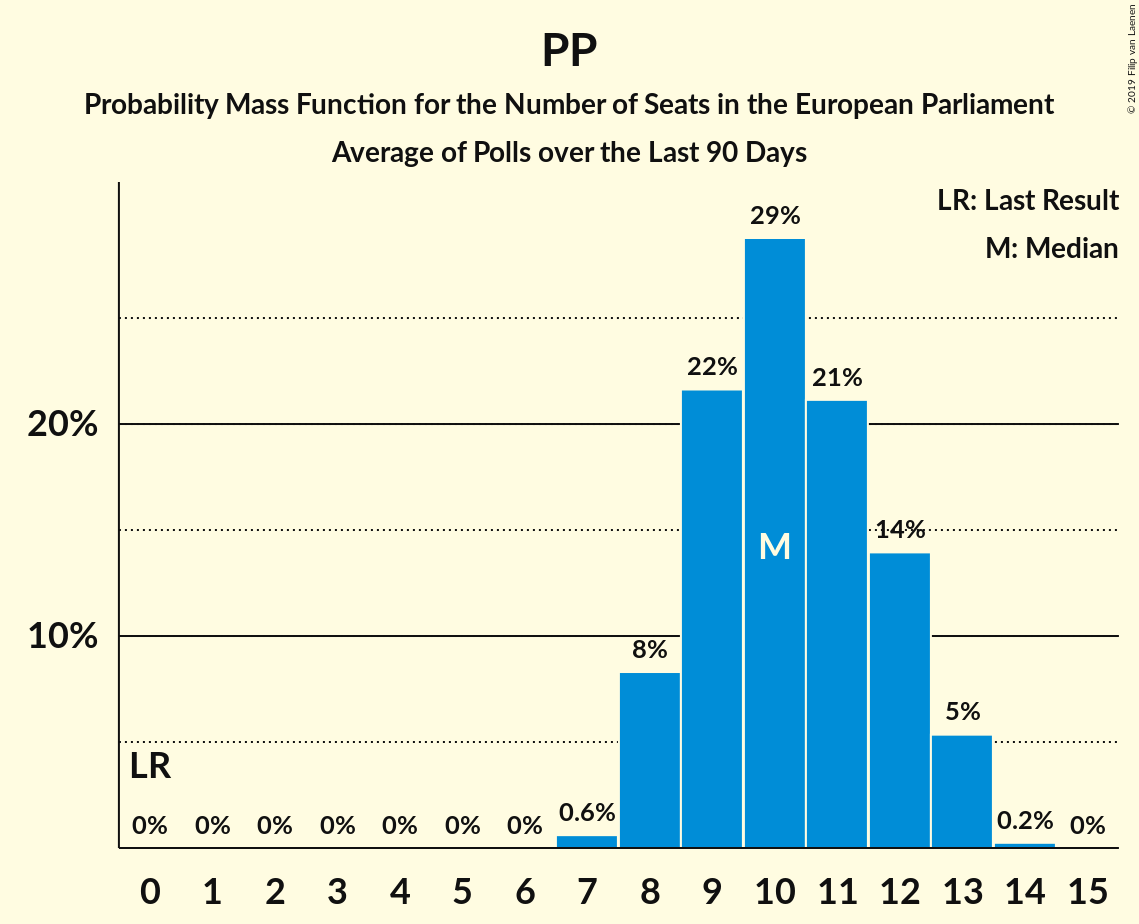 PP
Probability Mass Function for the Number of Seats in the European Parliament
Average of Polls over the Last 90 Days
© 2019 Filip van Laenen
LR: Last Result
M: Median
29%
22%
21%
20%
14%
M
10%
8%
5%
LR
0% 0% 0% 0% 0% 0% 0% 0.6% 0.2% 0%
0 1 2 3 4 5 6 7 8 9 10 11 12 13 14 15